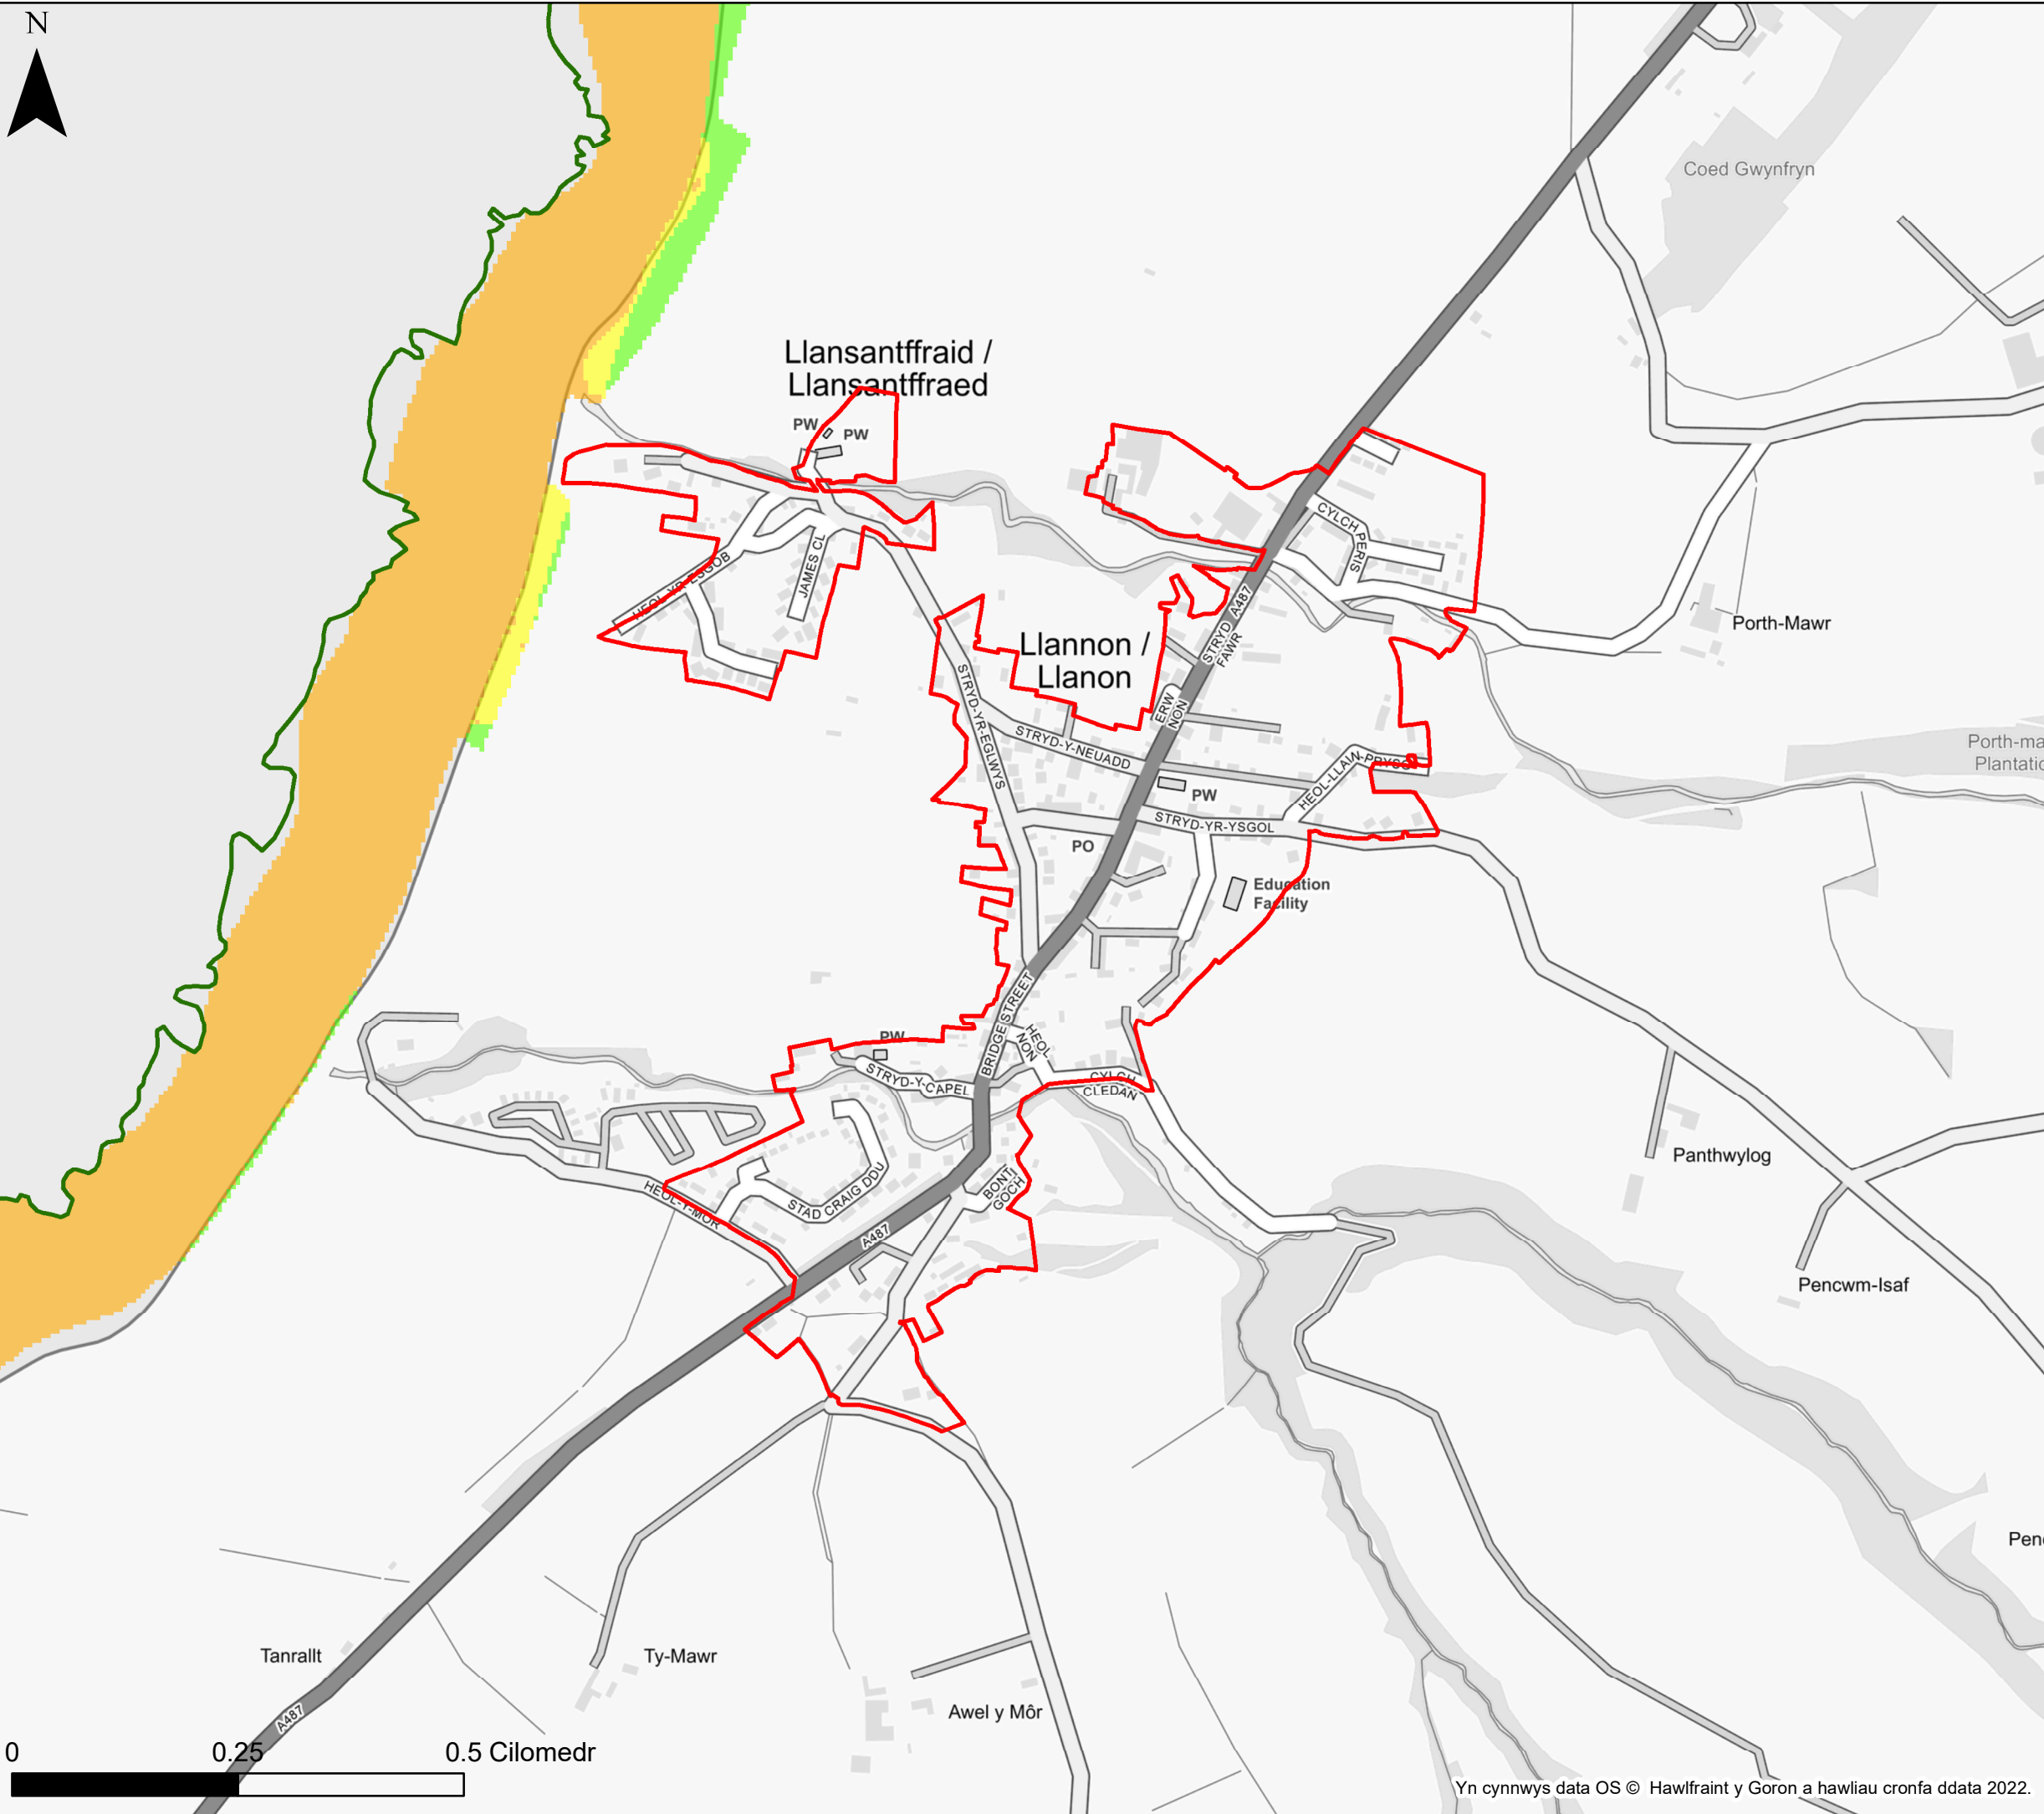 N
Coed Gwynfryn
Llansantffraid /
Llansantffraed
PW
PW
CYLCH
PERIS
HEOL-YR-ESGOB
JAMES CL
Porth-Mawr
Llannon /
Llanon
STRYD A487
FAWR
STRYD-YR-EGLWYS
ERW
NON
STRYD-Y-NEUADD
HEOL-LLAIN-PRYSG
Porth-ma
Plantatio
PW
STRYD-YR-YSGOL
PO
Education
Facility
BRIDGE STREET
HEOL
NON
PW
STRYD-Y-CAPEL
CYLCH
CLEDAN
Panthwylog
HEOL-Y-MOR
STAD CRAIG DDU
BONT
GOCH
A487
Pencwm-Isaf
Pen
Tanrallt
Ty-Mawr
Awel y Môr
A487
0
0.25
0.5 Cilomedr
Yn cynnwys data OS © Hawlfraint y Goron a hawliau cronfa ddata 2022.